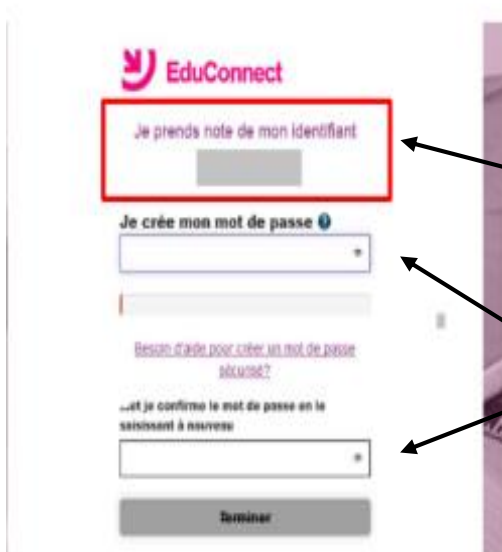 EduConnect
Je prends note de mon identifiant
Je crée mon mot de passe ?
Besoin d'aide pour créer un mot de passe
sécurisé?
...et je confirme le mot de passe en le
saisissant à nouveau
Terminer